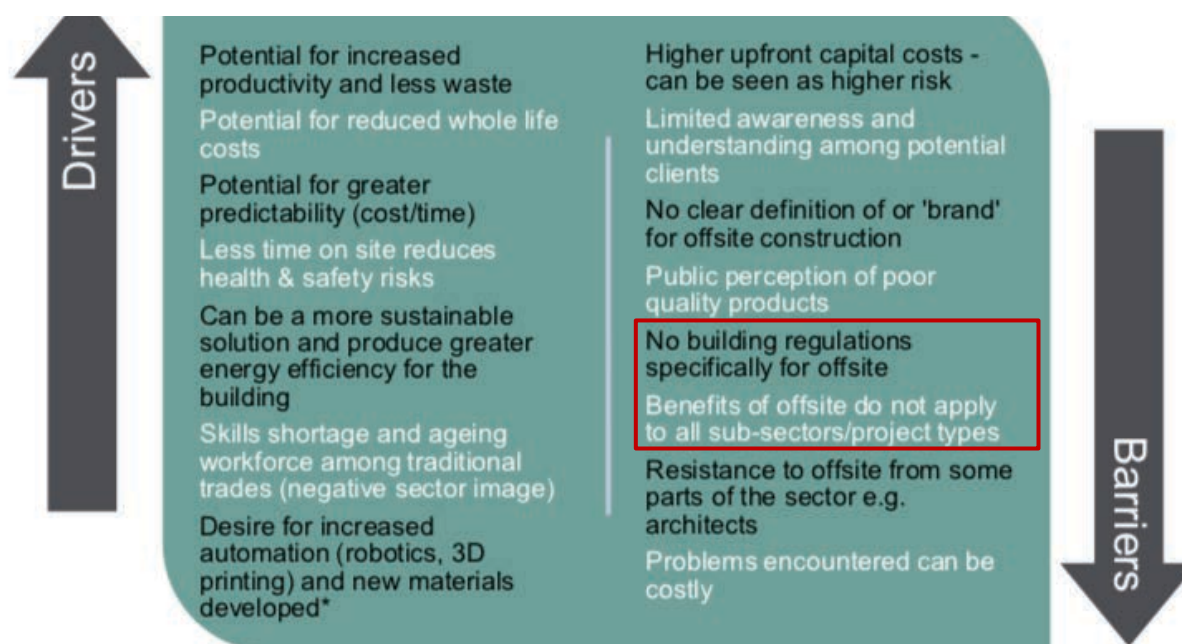 Drivers
Potential for increased
productivity and less waste
Potential for reduced whole life
costs
Potential for greater
predictability (cost/time)
Less time on site reduces
health & safety risks
Can be a more sustainable
solution and produce greater
energy efficiency for the
building
Skills shortage and ageing
workforce among traditional
trades (negative sector image)
Desire for increased
automation (robotics, 3D
printing) and new materials
developed*
Higher upfront capital costs -
can be seen as higher risk
Limited awareness and
understanding among potential
clients
No clear definition of or 'brand'
for offsite construction
Public perception of poor
quality products
No building regulations
specifically for offsite
Benefits of offsite do not apply
to all sub-sectors/project types
Resistance to offsite from some
parts of the sector e.g.
architects
Problems encountered can be
costly
Barriers